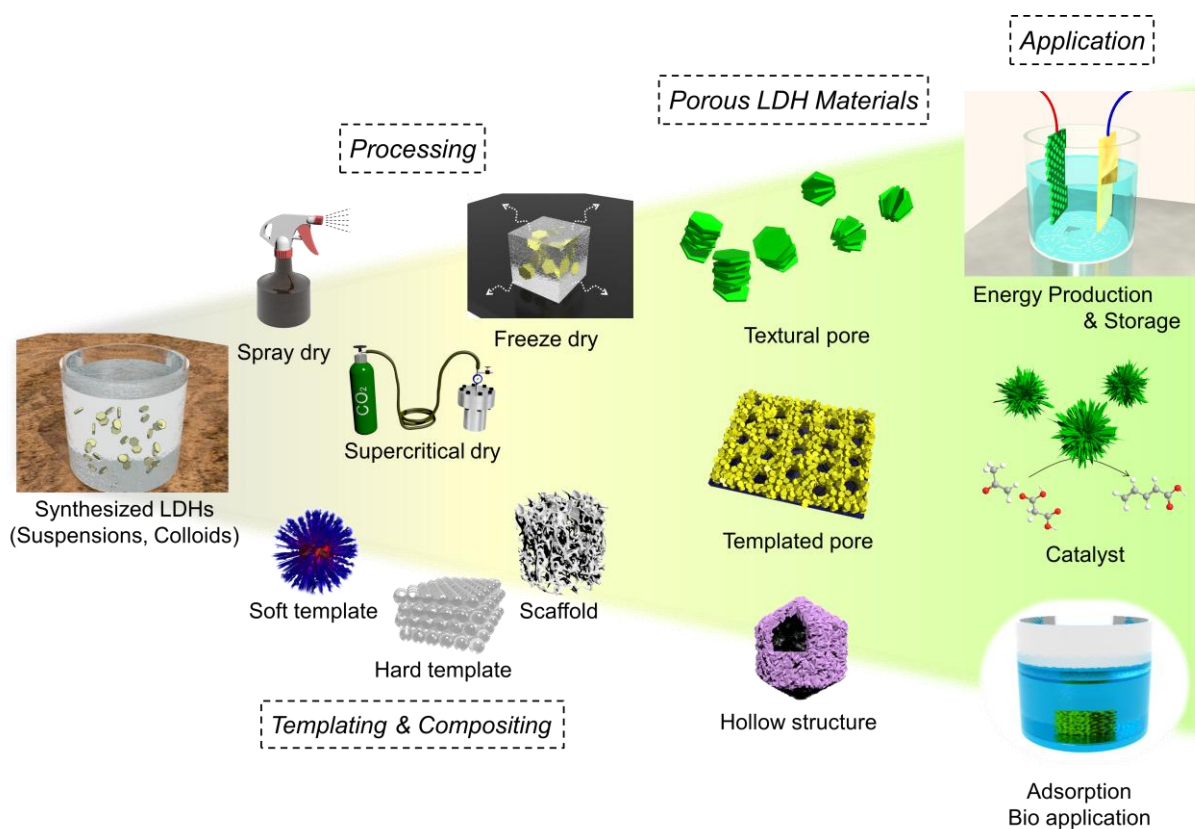 Application
Porous LDH Materials
Processing
Spray dry
Freeze dry
CO2
Supercritical dry
Synthesized LDHs
(Suspensions, Colloids)
Soft template
Hard template
Scaffold
Templating & Compositing
Textural pore
Templated pore
Hollow structure
Energy Production
& Storage
Catalyst
Adsorption
Bio application